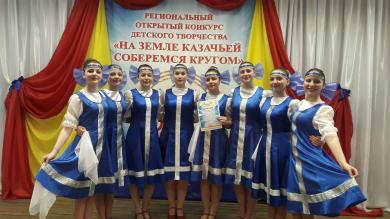 РЕГИОНАЛЬНЫЙ
ОТКРЫТЫЙ КОНКУРС
ДЕТСКОГО ТВОРЧЕСТВА
«НА ЗЕМЛЕ КАЗАЧЬЕЙ
СОБЕРЕМСЯ КРУГОМ»